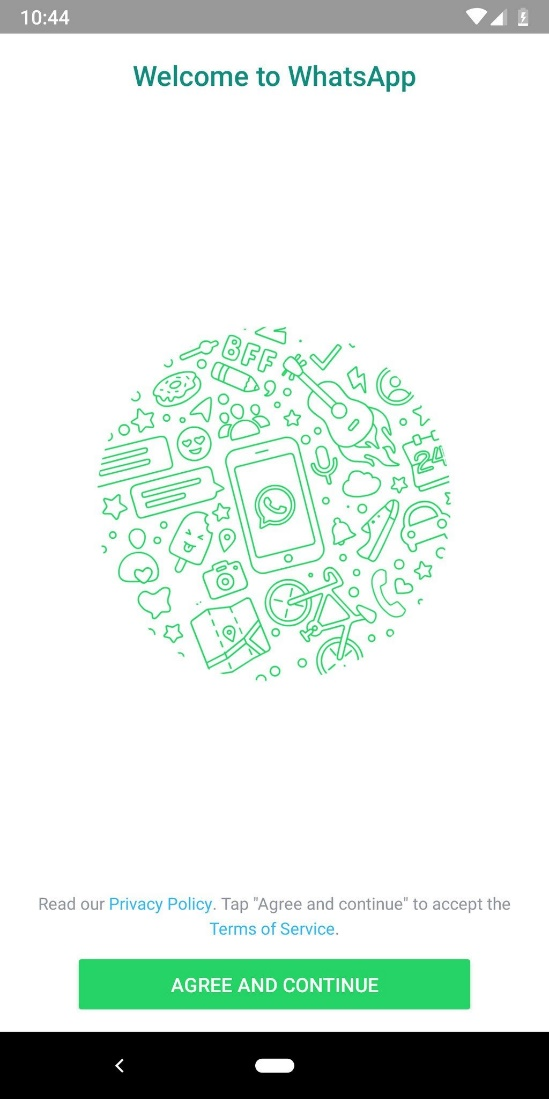 10:44
Welcome to WhatsApp
BFF
24
Read our Privacy Policy. Tap "Agree and continue" to accept the
Terms of Service.
AGREE AND CONTINUE